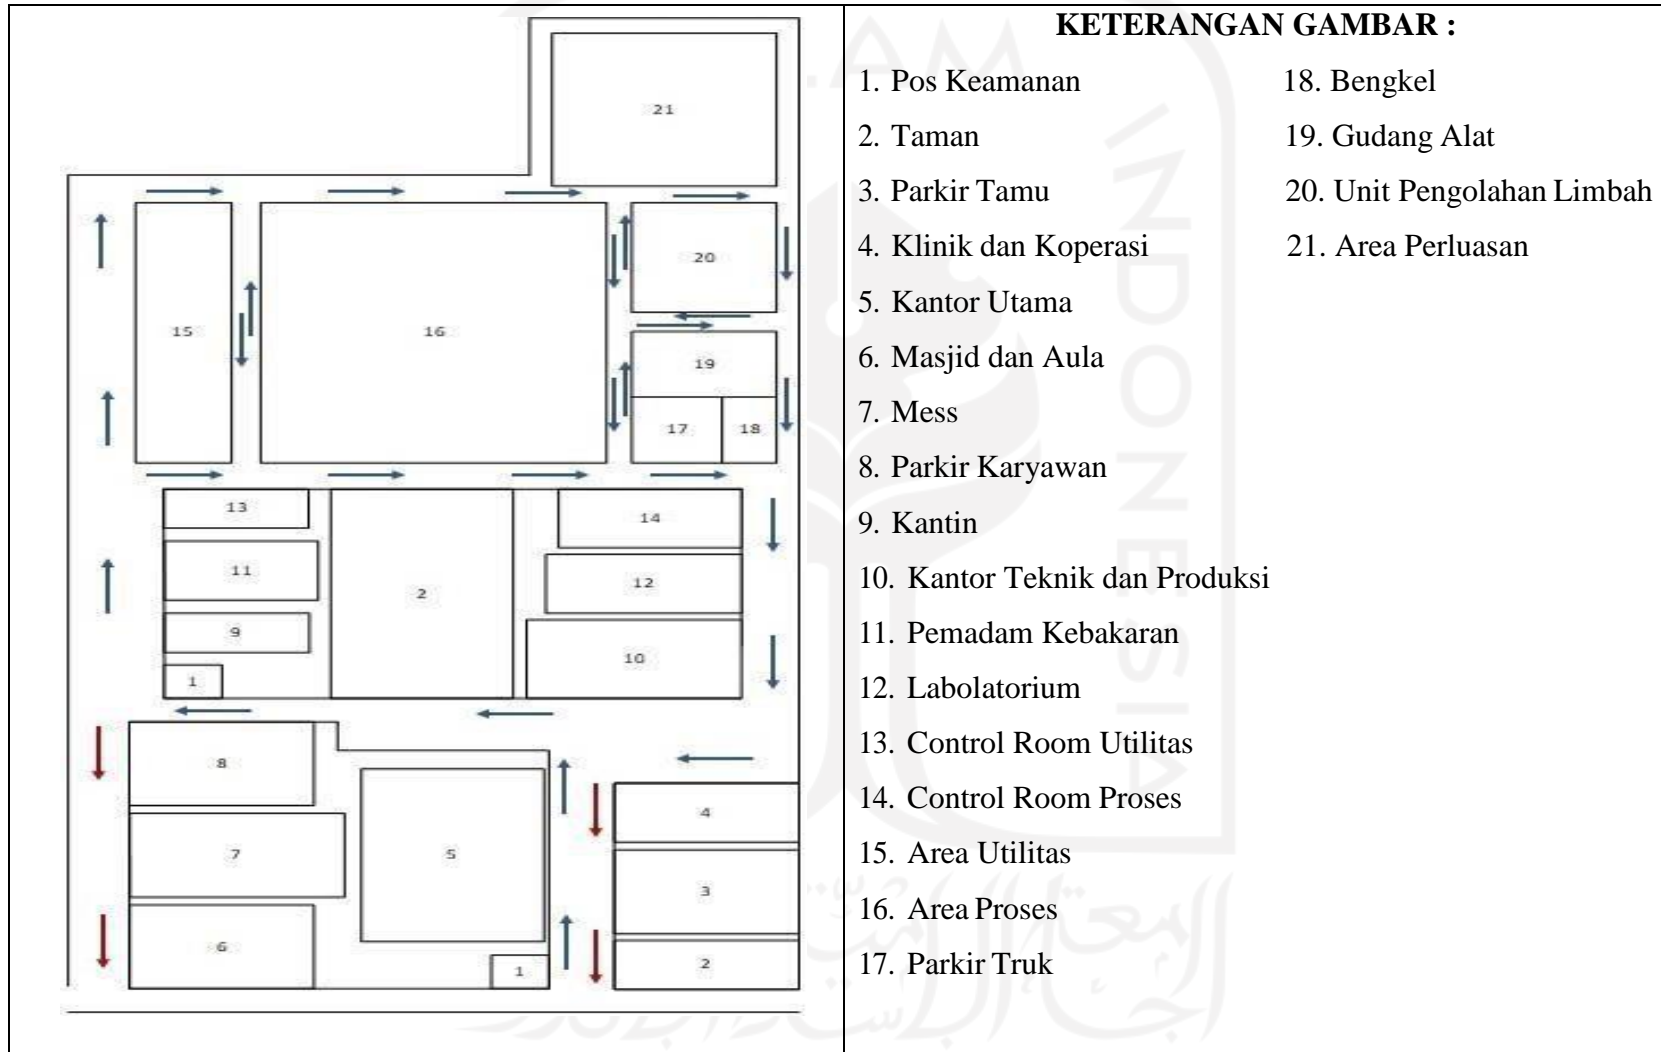 KETERANGAN GAMBAR :
1. Pos Keamanan
2. Taman
3. Parkir Tamu
4. Klinik dan Koperasi
5. Kantor Utama
6. Masjid dan Aula
7. Mess
8. Parkir Karyawan
9. Kantin
10. Kantor Teknik dan Produksi
11. Pemadam Kebakaran
12. Labolatorium
13. Control Room Utilitas
14. Control Room Proses
15. Area Utilitas
16. Area Proses
17. Parkir Truk
18. Bengkel
19. Gudang Alat
20. Unit Pengolahan Limbah
21. Area Perluasan
21
20
15
16
19
17
18
13
14
11
12
2
9
10
1
8
4
7
5
3
6
1
2
INDONESIA